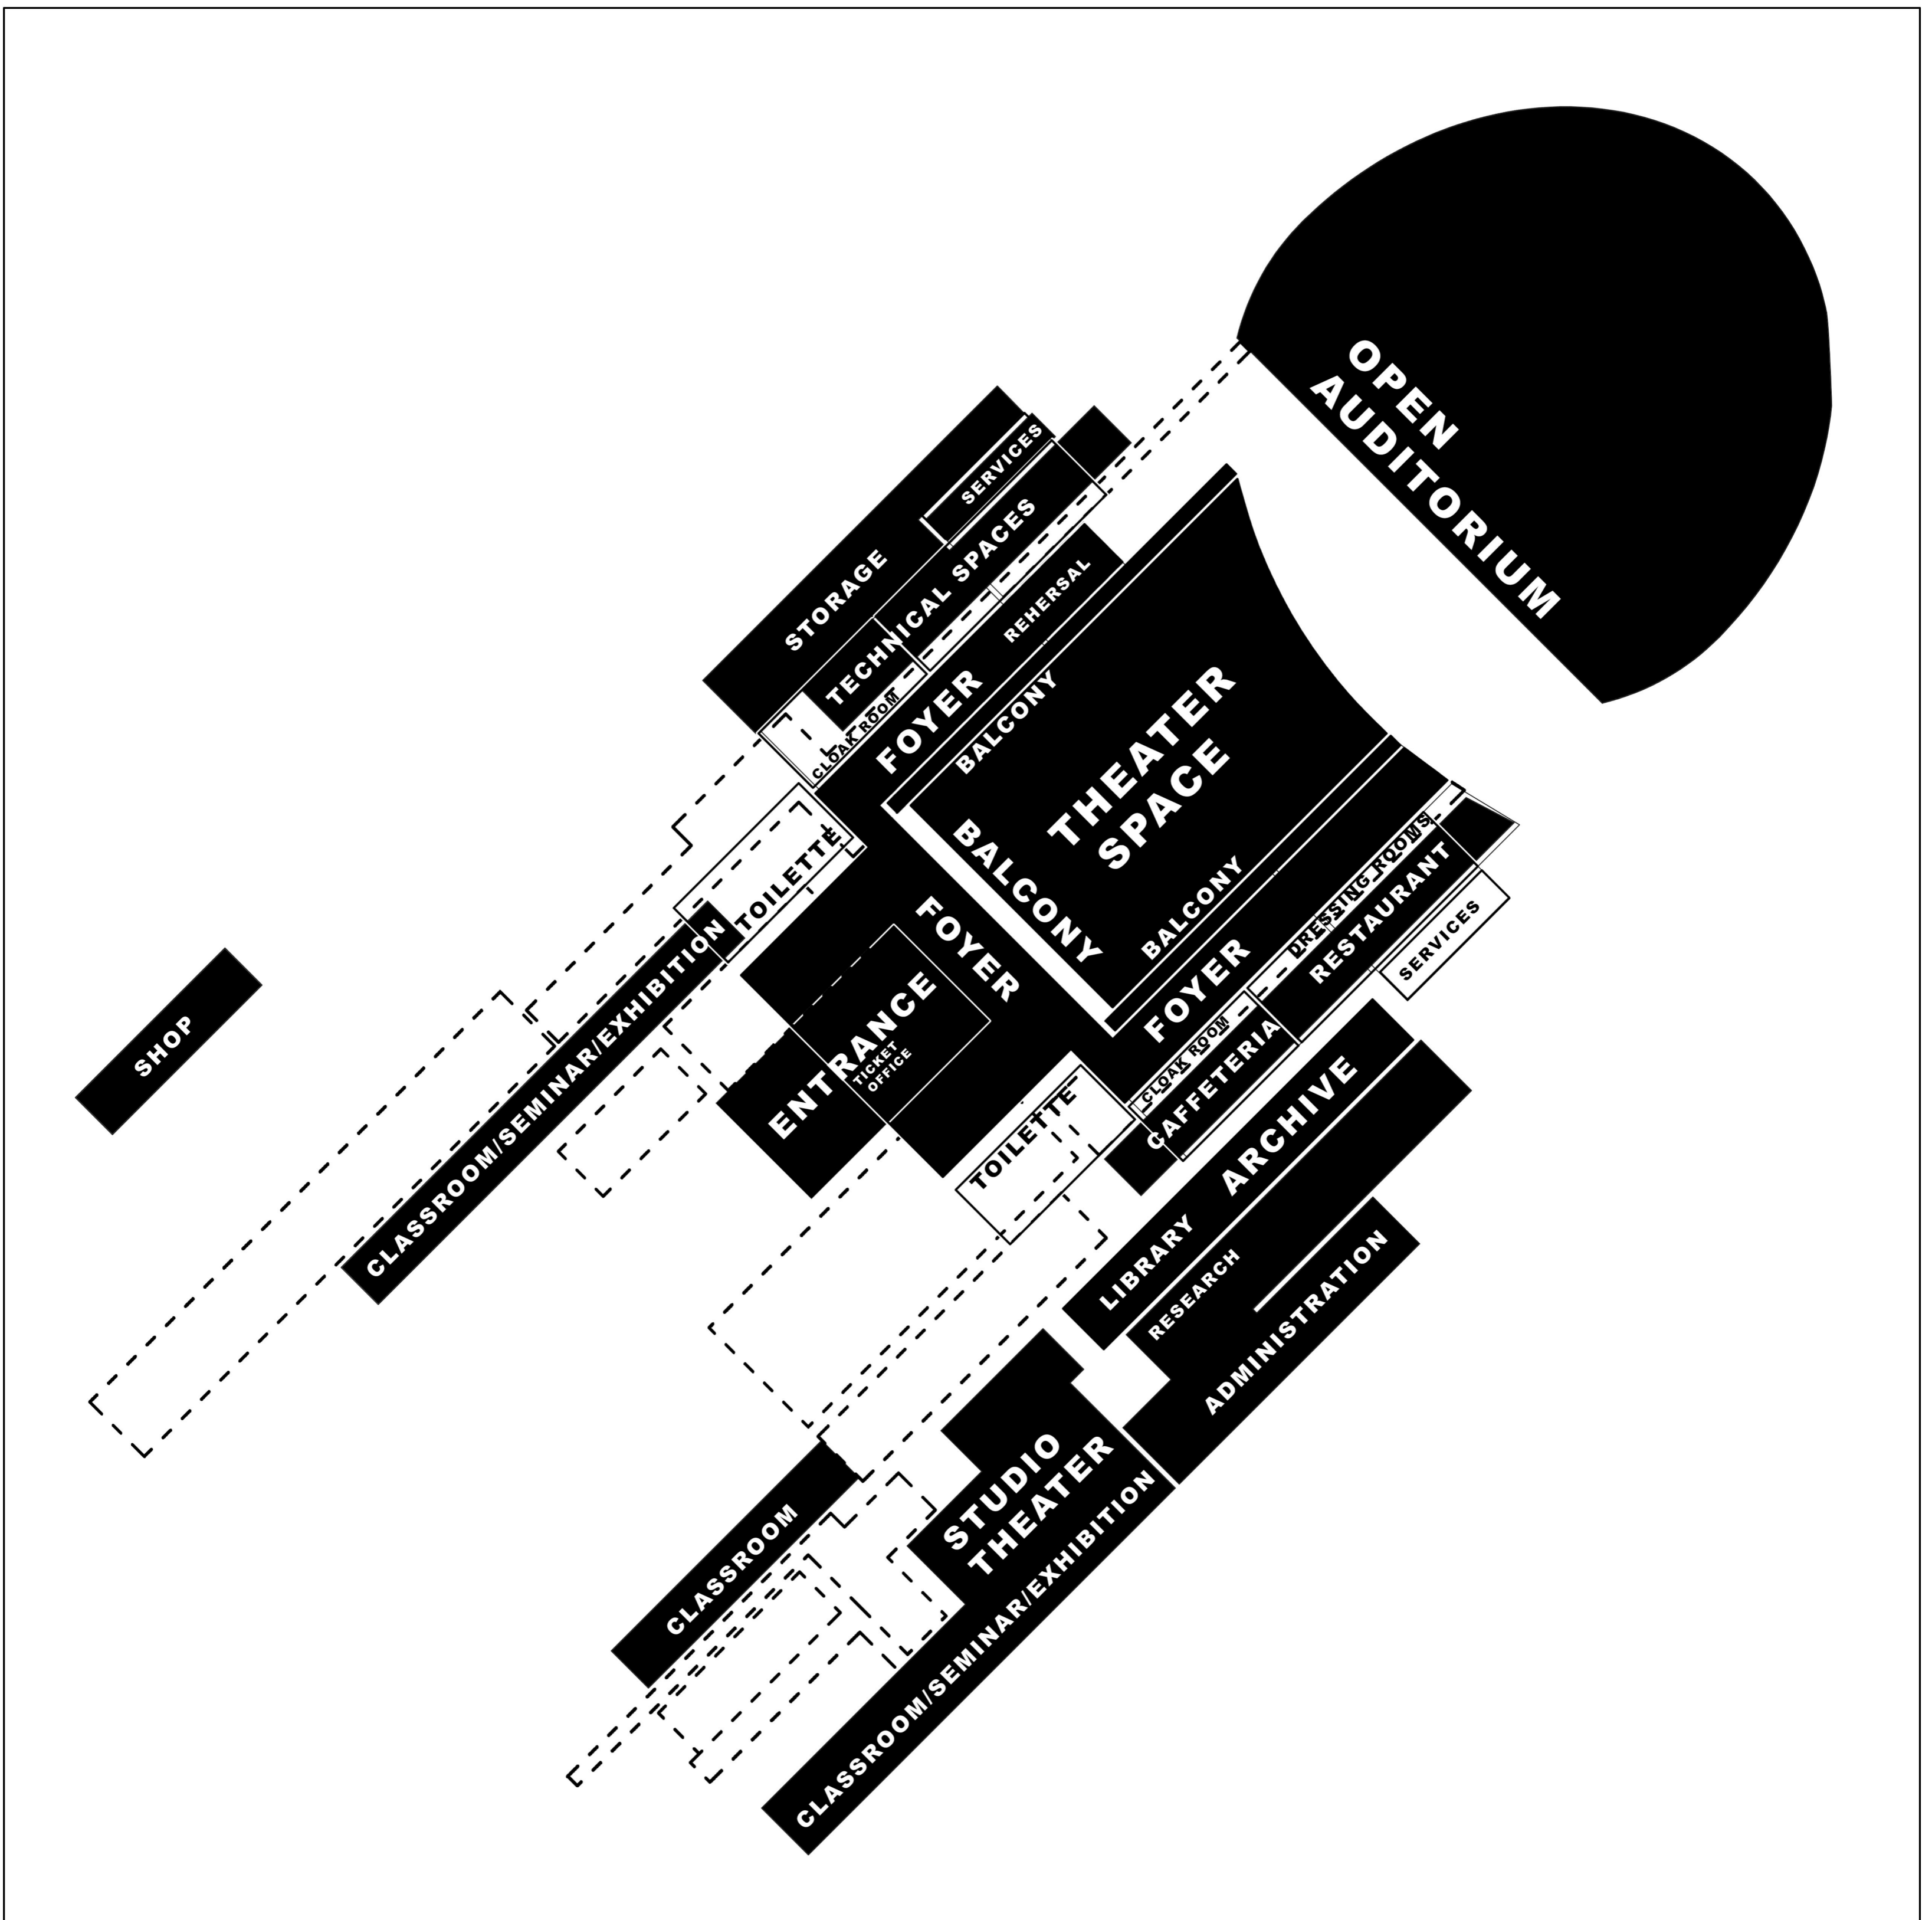 OPEN
AUDITORIUM
SERVICES
STORAGE
TECHNICAL SPACES
REHERSAL
CLOAK ROOM
FOYER
BALCONY
THEATER
SPACE
BALCONY
BALCONY
TOILETTE
FOYER
FOYER
DRESSING ROOMS
RESTAURANT
SERVICES
CLASSROOM/SEMINAR/EXHIBITION
SHOP
ENTRANCE
TICKET
OFFICE
CLOAK ROOM
CAFFETERIA
TOILETTE
ARCHIVE
LIBRARY
RESEARCH
ADMINISTRATION
STUDIO
THEATER
CLASSROOM
CLASSROOM/SEMINAR/EXHIBITION